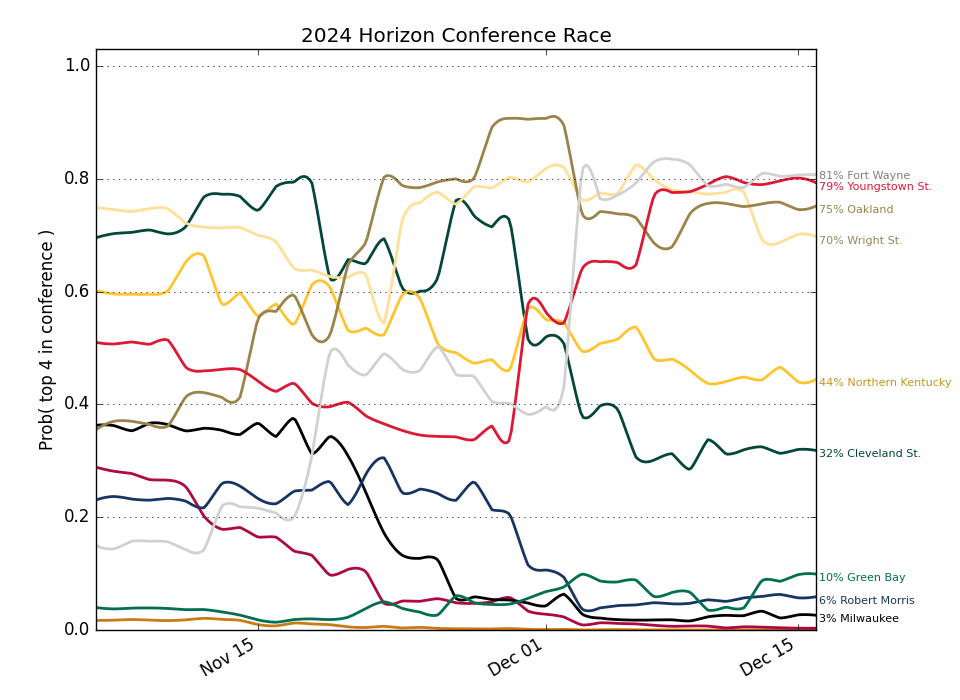 2024 Horizon Conference Race
Prob( top 4 in conference )
1.0
0.8
0.6
0.4
0.2
0.0
Nov 15
Dec 01
Dec 15
81% Fort Wayne
79% Youngstown St.
75% Oakland
70% Wright St.
44% Northern Kentucky
32% Cleveland St.
10% Green Bay
6% Robert Morris
3% Milwaukee